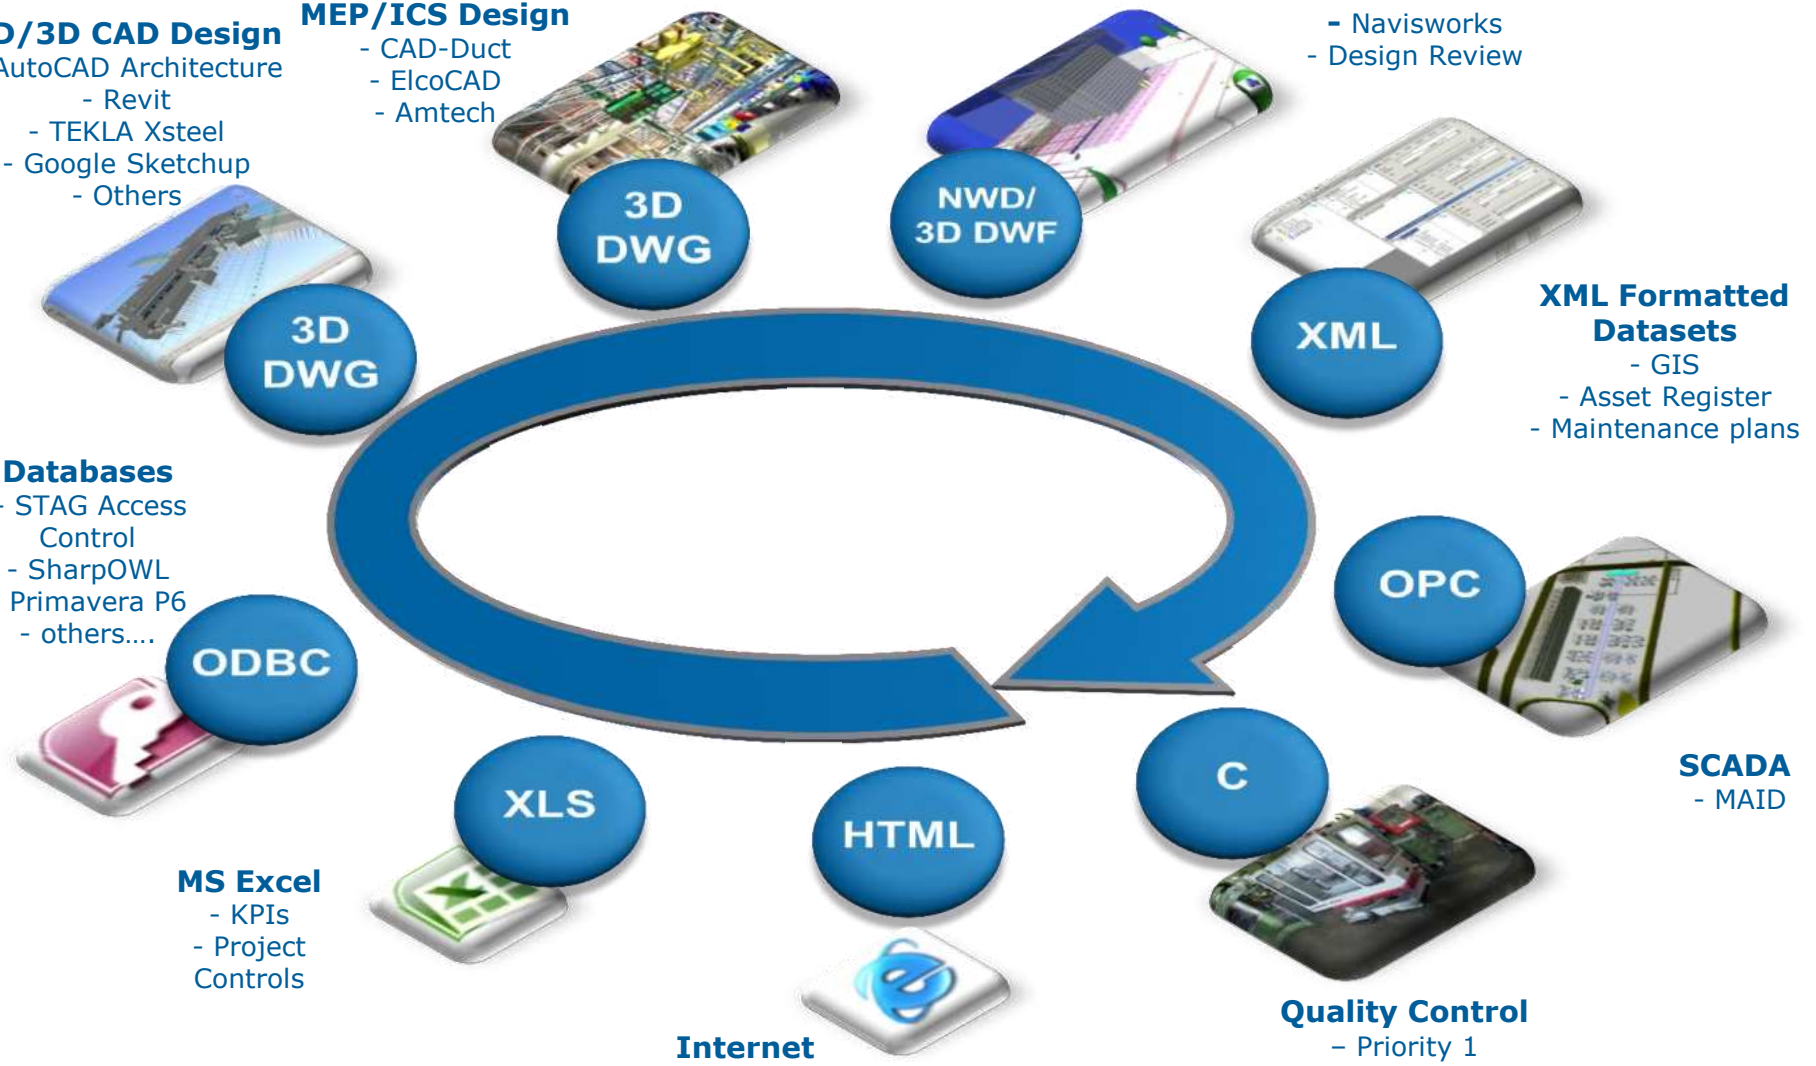 D/3D CAD Design
AutoCAD Architecture
- Revit
- TEKLA Xsteel
- Google Sketchup
- Others
MEP/ICS Design
- CAD-Duct
- ElcoCAD
- Amtech
- Navisworks
- Design Review
3D
DWG
3D
DWG
NWD/
3D DWF
XML
XML Formatted
Datasets
- GIS
- Asset Register
- Maintenance plans
Databases
- STAG Access
Control
- SharpOWL
Primavera P6
- others....
ODBC
OPC
SCADA
- MAID
XLS
MS Excel
- KPIs
- Project
Controls
HTML
Internet
C
Quality Control
– Priority 1